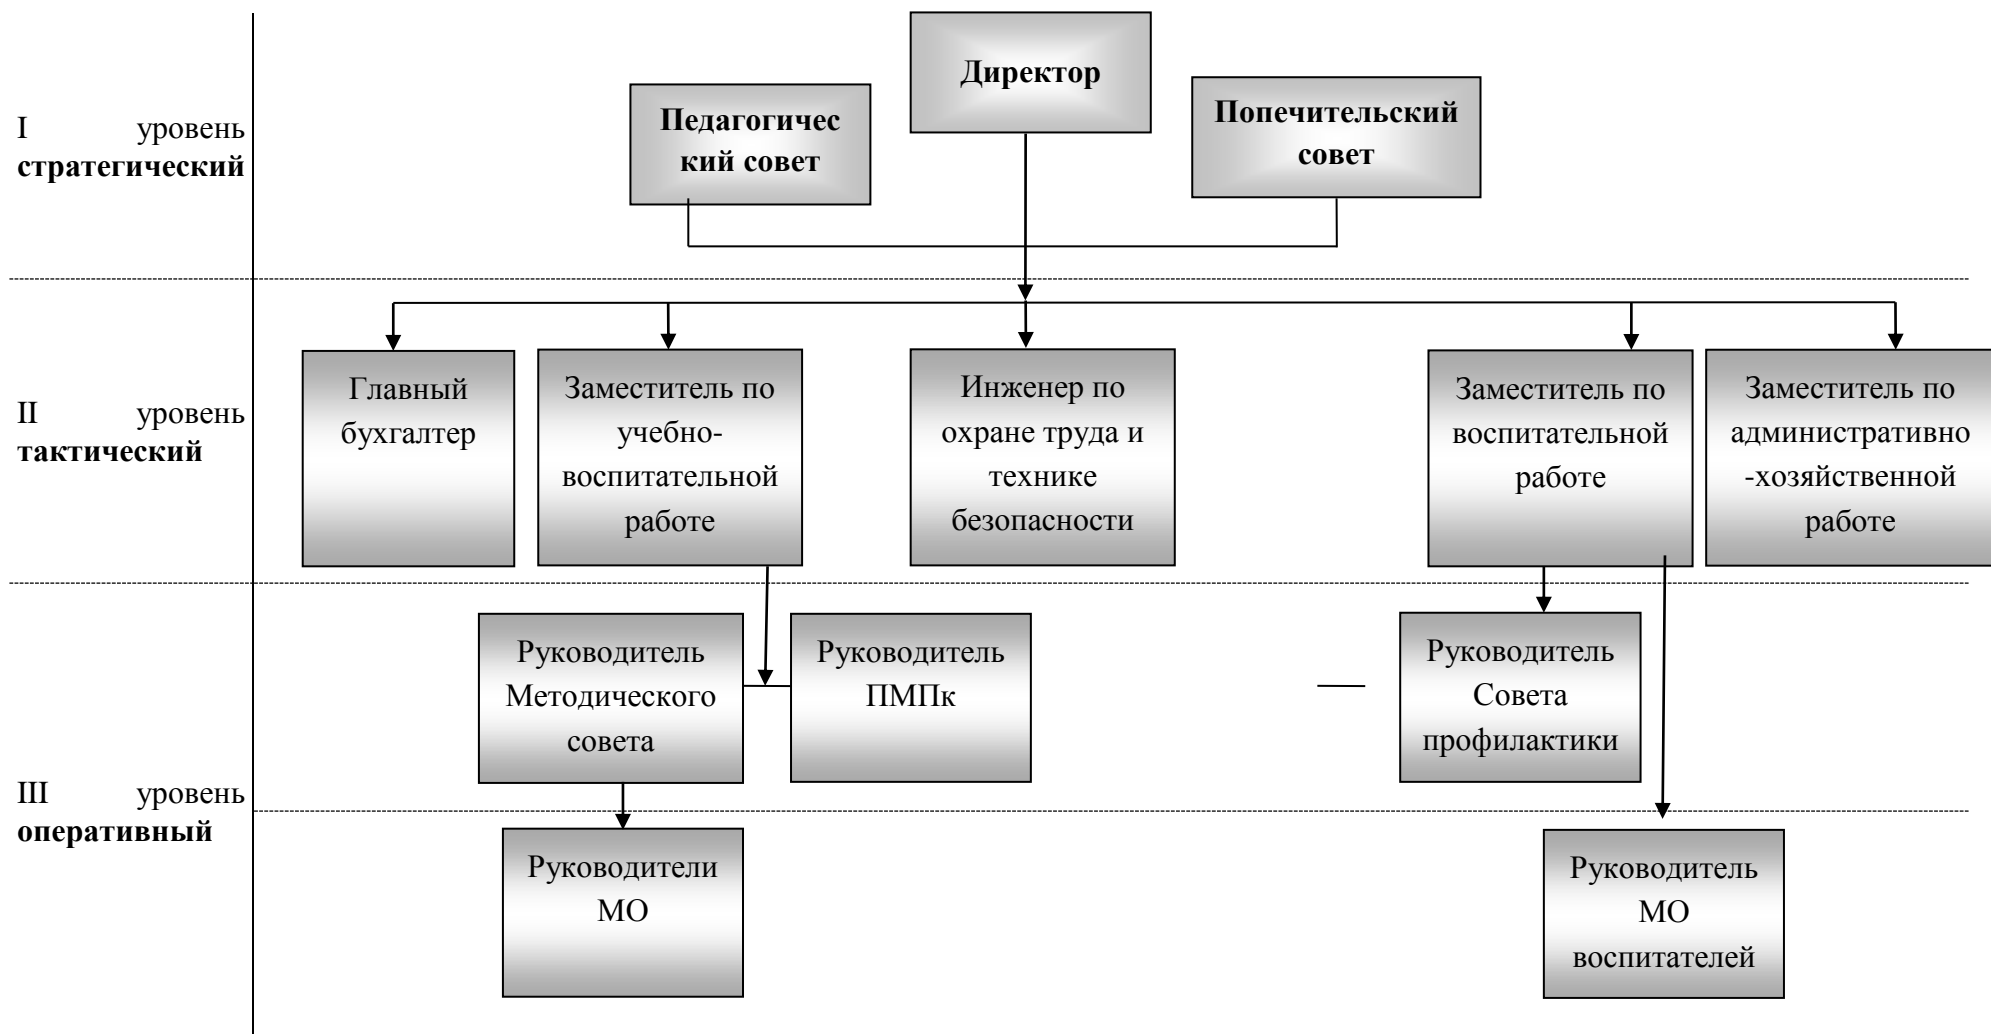 Директор
Педагогичес
кий совет
Попечительский
совет
I уровень
стратегический
II уровень
тактический
Главный
бухгалтер
Заместитель по
учебно-
воспитательной
работе
Инженер по
охране труда и
технике
безопасности
Заместитель по
воспитательной
работе
Заместитель по
административно
-хозяйственной
работе
III уровень
оперативный
Руководитель
Методического
совета
Руководитель
ПМПк
Руководитель
Совета
профилактики
Руководители
МО
Руководитель
МО
воспитателей